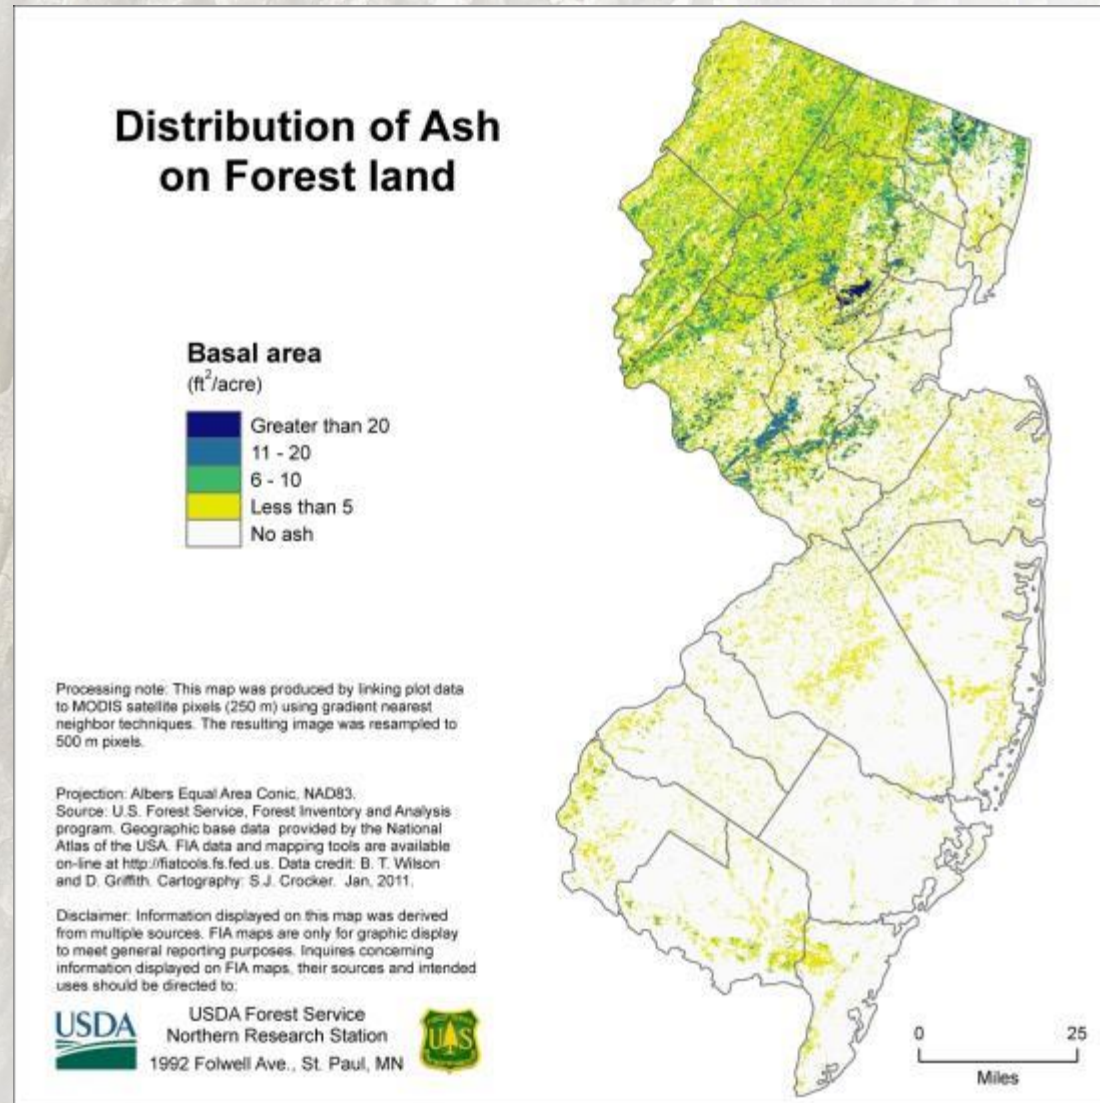 Distribution of Ash
on Forest land
Basal area
(ft²/acre)
Greater than 20
11 - 20
6 - 10
Less than 5
No ash
Processing note: This map was produced by linking plot data
to MODIS satellite pixels (250 m) using gradient nearest
neighbor techniques. The resulting image was resampled to
500 m pixels.
Projection: Albers Equal Area Conic, NAD83.
Source: U.S. Forest Service, Forest Inventory and Analysis
program. Geographic base data provided by the National
Atlas of the USA. FIA data and mapping tools are available
on-line at http://fiatools.fs.fed.us. Data credit: B. T. Wilson
and D. Griffith. Cartography: S.J. Crocker. Jan, 2011.
Disclaimer: Information displayed on this map was derived
from multiple sources. FIA maps are only for graphic display
to meet general reporting purposes. Inquires concerning
information displayed on FIA maps, their sources and intended
uses should be directed to:
USDA
USDA Forest Service
Northern Research Station
1992 Folwell Ave., St. Paul, MN
U S
0 25
Miles